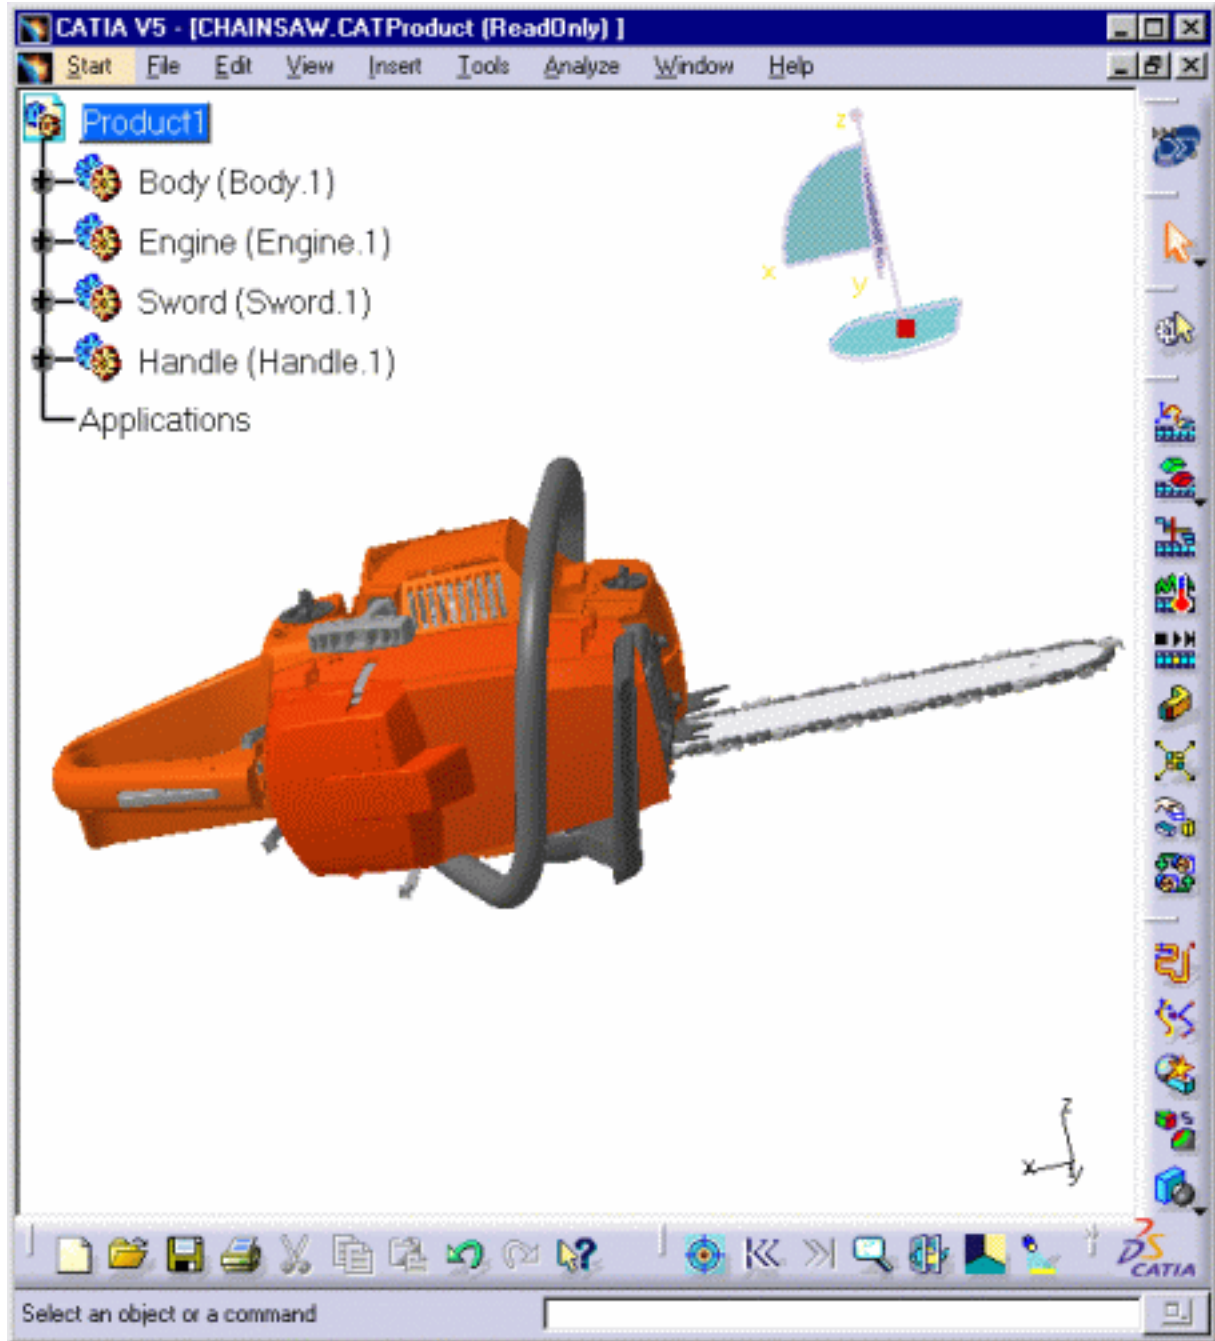 CATIA V5 - [CHAINSAW.CATProduct (ReadOnly) ]
Start File Edit View Insert Tools Analyze Window Help
Product1
Body (Body.1)
Engine (Engine.1)
Sword (Sword.1)
Handle (Handle.1)
Applications
z
x
y
z
x
y
S
DS
CATIA
Select an object or a command